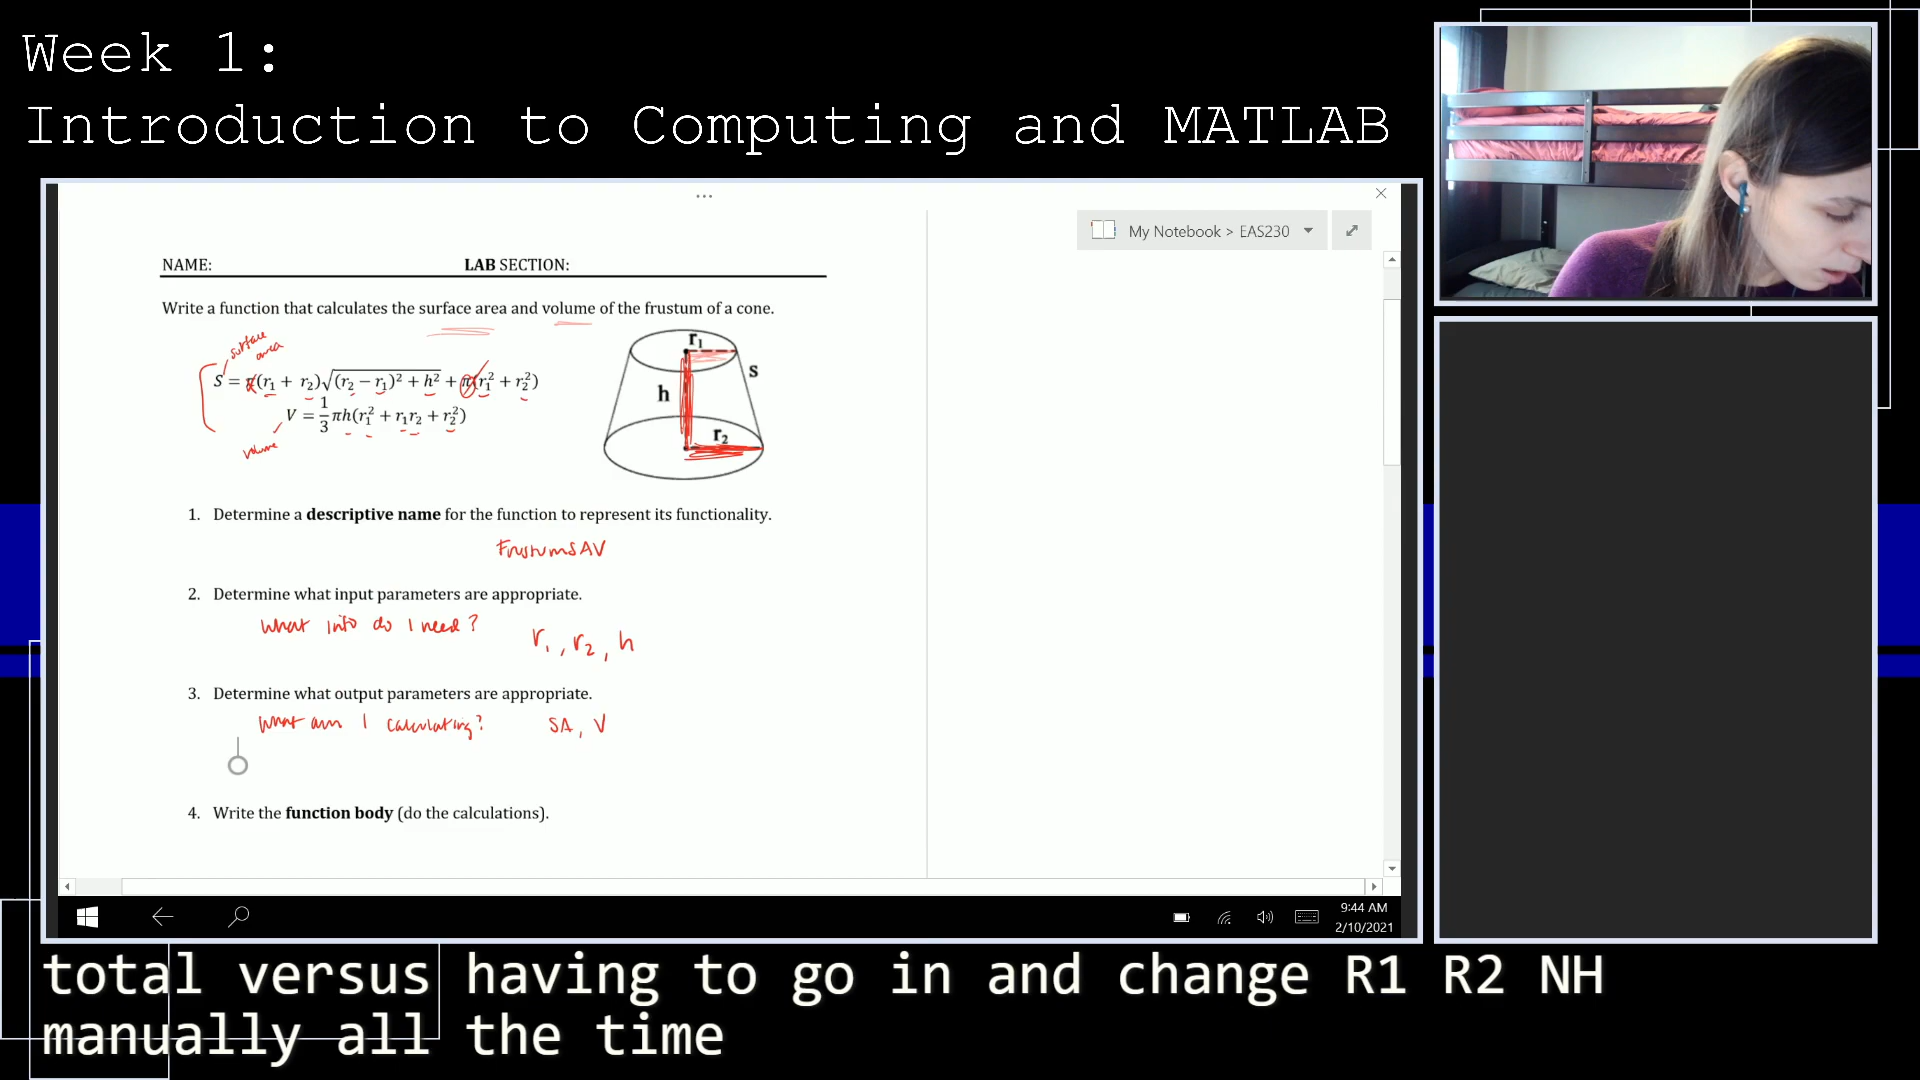 Week 1:
Introduction to Computing and MATLAB
...
My Notebook > EAS230
NAME: LAB SECTION:
Write a function that calculates the surface area and volume of the frustum of a cone.
surface
area
S = π(r₁ + r₂)√((r₂ − r₁)² + h²) + π(r₁² + r₂²)
V = 1/3 πh(r₁² + r₁r₂ + r₂²)
volume
r₁
s
h
r₂
1. Determine a descriptive name for the function to represent its functionality.
FrustumSAV
2. Determine what input parameters are appropriate.
What info do I need? r₁, r₂, h
3. Determine what output parameters are appropriate.
What am I calculating? SA, V
4. Write the function body (do the calculations).
9:44 AM
2/10/2021
total versus having to go in and change R1 R2 NH
manually all the time